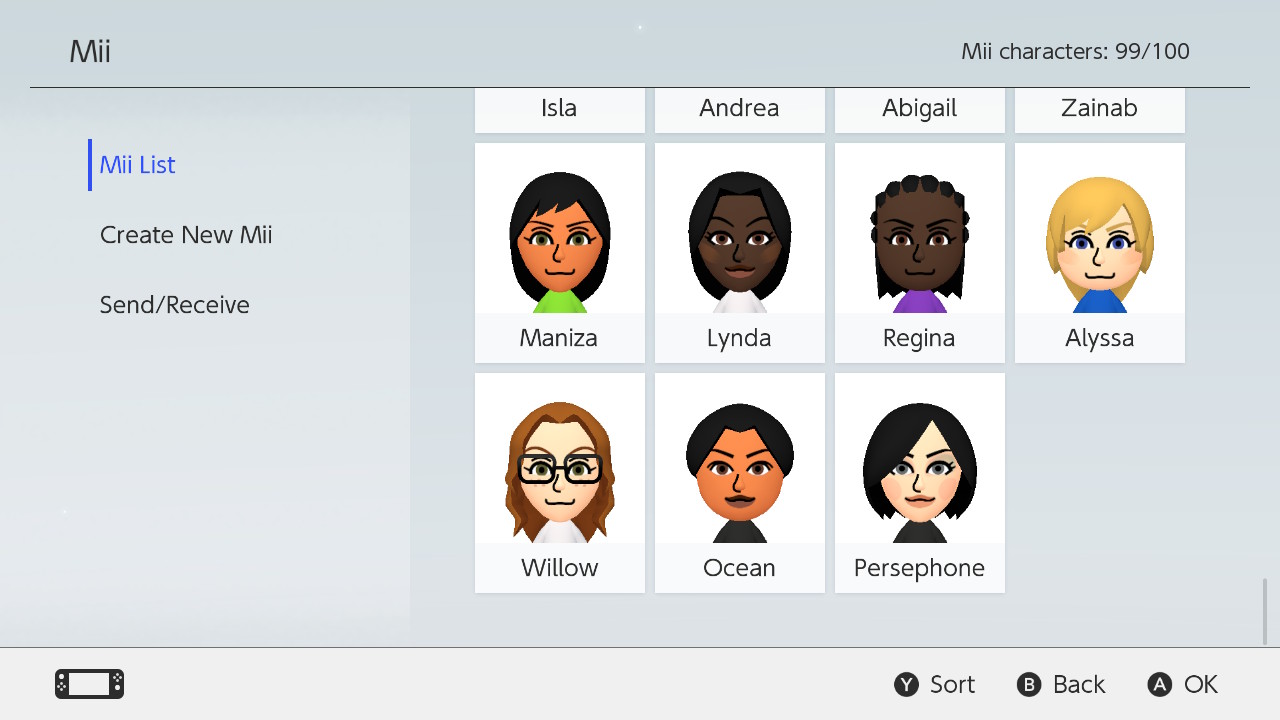 Mii
Mii characters: 99/100
Mii List
Create New Mii
Send/Receive
Isla
Andrea
Abigail
Zainab
Maniza
Lynda
Regina
Alyssa
Willow
Ocean
Persephone
Y Sort
B Back
A OK